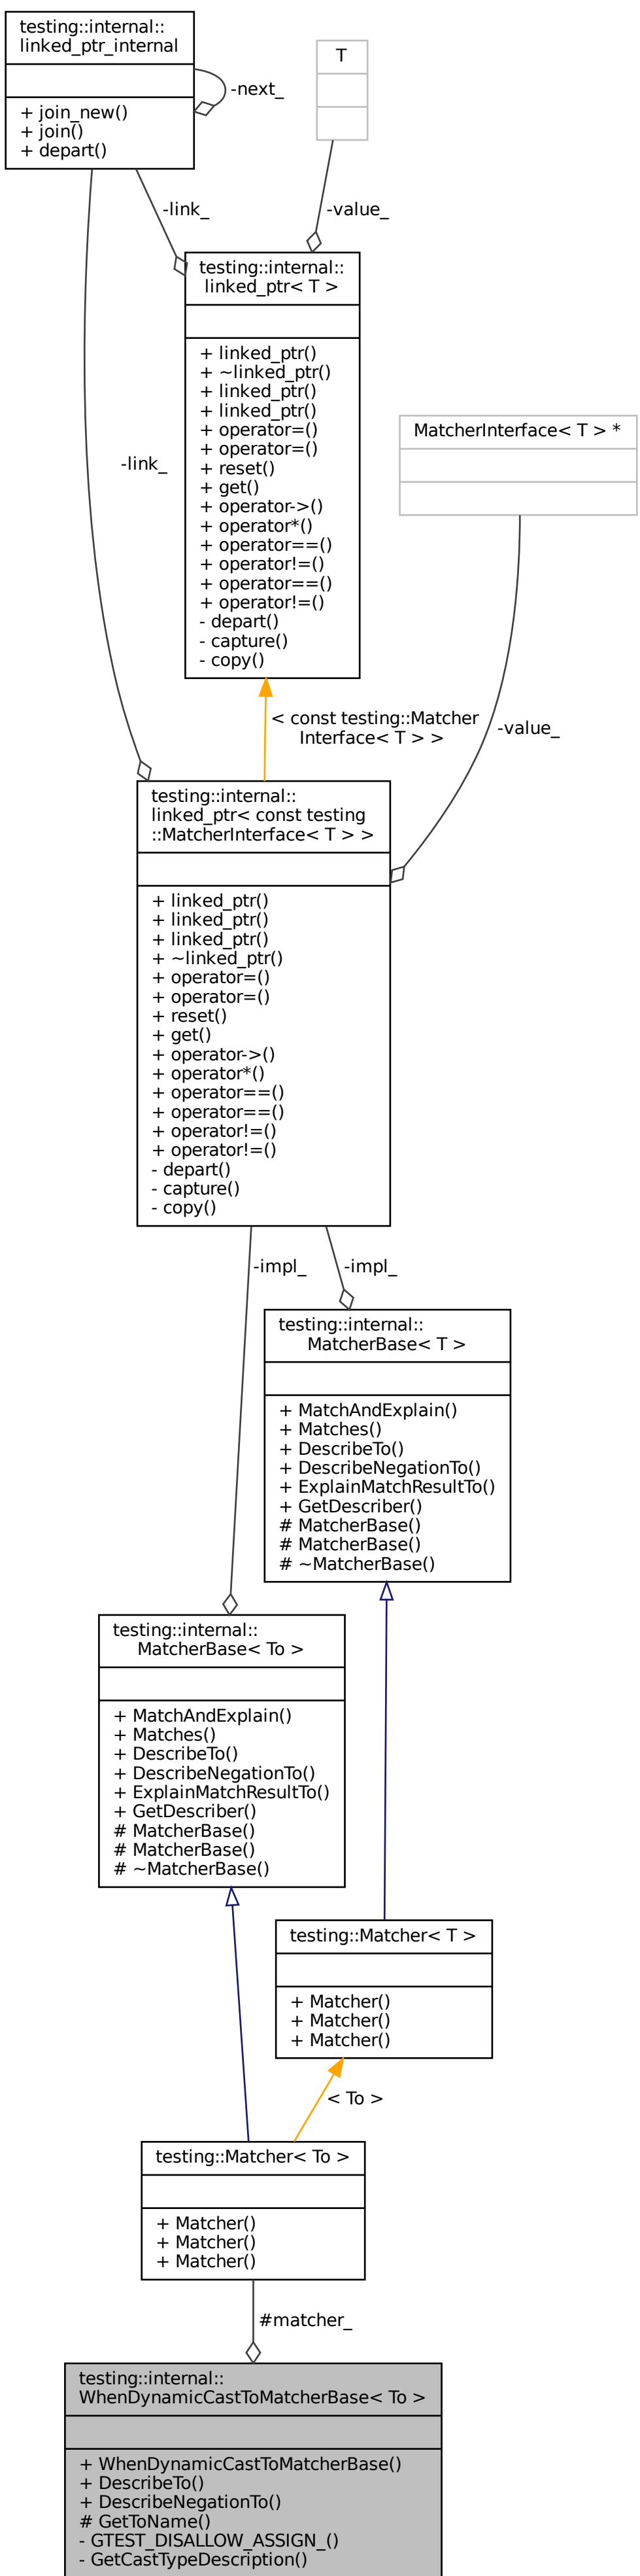 testing::internal::
linked_ptr_internal
+ join_new()
+ join()
+ depart()
-next_
T
-link_
-value_
testing::internal::
linked_ptr< T >
+ linked_ptr()
+ ~linked_ptr()
+ linked_ptr()
+ linked_ptr()
+ operator=()
+ operator=()
+ reset()
+ get()
+ operator->()
+ operator*()
+ operator==()
+ operator!=()
+ operator==()
+ operator!=()
- depart()
- capture()
- copy()
MatcherInterface< T > *
-link_
< const testing::Matcher
Interface< T > >
-value_
testing::internal::
linked_ptr< const testing
::MatcherInterface< T > >
+ linked_ptr()
+ linked_ptr()
+ linked_ptr()
+ ~linked_ptr()
+ operator=()
+ operator=()
+ reset()
+ get()
+ operator->()
+ operator*()
+ operator==()
+ operator==()
+ operator!=()
+ operator!=()
- depart()
- capture()
- copy()
-impl_
-impl_
testing::internal::
MatcherBase< T >
+ MatchAndExplain()
+ Matches()
+ DescribeTo()
+ DescribeNegationTo()
+ ExplainMatchResultTo()
+ GetDescriber()
# MatcherBase()
# MatcherBase()
# ~MatcherBase()
testing::internal::
MatcherBase< To >
+ MatchAndExplain()
+ Matches()
+ DescribeTo()
+ DescribeNegationTo()
+ ExplainMatchResultTo()
+ GetDescriber()
# MatcherBase()
# MatcherBase()
# ~MatcherBase()
testing::Matcher< T >
+ Matcher()
+ Matcher()
+ Matcher()
< To >
testing::Matcher< To >
+ Matcher()
+ Matcher()
+ Matcher()
#matcher_
testing::internal::
WhenDynamicCastToMatcherBase< To >
+ WhenDynamicCastToMatcherBase()
+ DescribeTo()
+ DescribeNegationTo()
# GetToName()
- GTEST_DISALLOW_ASSIGN_()
- GetCastTypeDescription()